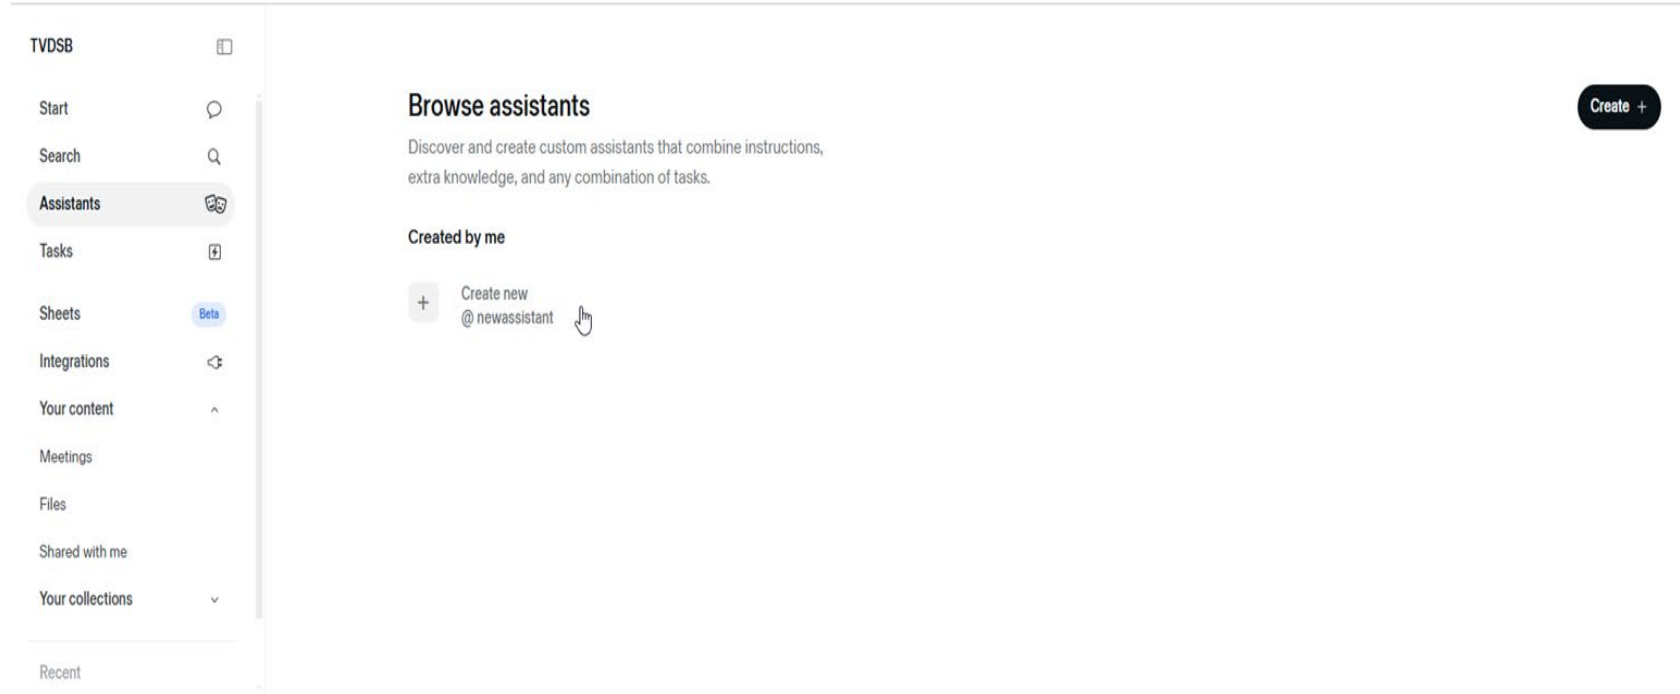 TVDSB
Start
Search
Assistants
Tasks
Sheets Beta
Integrations
Your content
Meetings
Files
Shared with me
Your collections
Recent
Browse assistants
Create +
Discover and create custom assistants that combine instructions,
extra knowledge, and any combination of tasks.
Created by me
+
Create new
@ newassistant